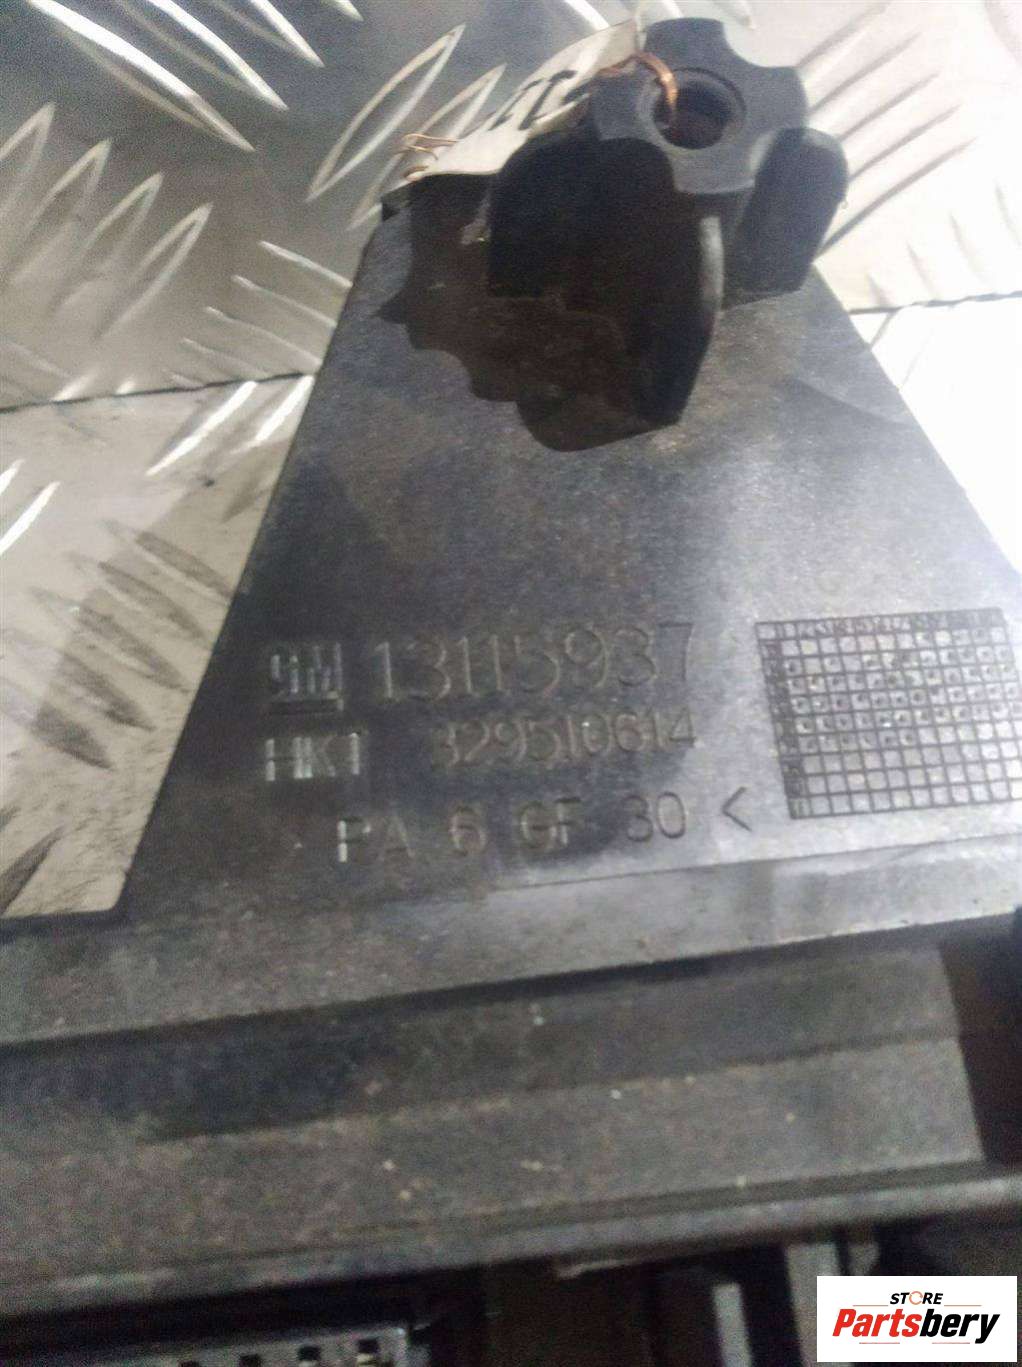 GM 13115937
HKT 329510614
PA 6 GF 30 <
STORE
Partsbery